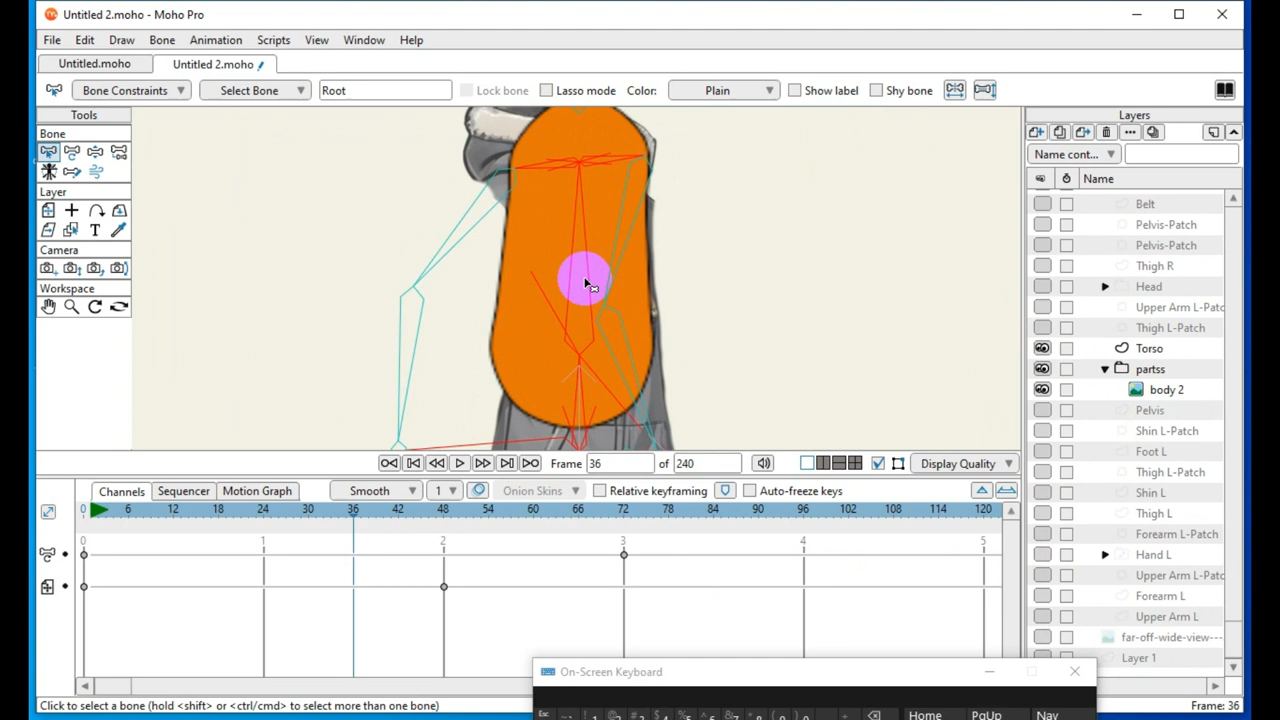 Untitled 2.moho - Moho Pro
File Edit Draw Bone Animation Scripts View Window Help
Untitled.moho Untitled 2.moho
Bone Constraints Select Bone Root Lock bone Lasso mode Color: Plain Show label Shy bone
Tools
Bone
Layer
T
Camera
Workspace
Layers
Name cont...
Name
Belt
Pelvis-Patch
Pelvis-Patch
Thigh R
Head
Upper Arm L-Patc
Thigh L-Patch
Torso
partss
body 2
Pelvis
Shin L-Patch
Foot L
Thigh L-Patch
Shin L
Thigh L
Forearm L-Patch
Hand L
Upper Arm L-Patc
Forearm L
Upper Arm L
far-off-wide-view---
Layer 1
Frame 36 of 240 Display Quality
Channels Sequencer Motion Graph Smooth 1 Onion Skins Relative keyframing Auto-freeze keys
0 6 12 18 24 30 36 42 48 54 60 66 72 78 84 90 96 102 108 114 120
0 1 2 3 4 5
On-Screen Keyboard
Esc Home PgUp Nav
Click to select a bone (hold <shift> or <ctrl/cmd> to select more than one bone) Frame: 36